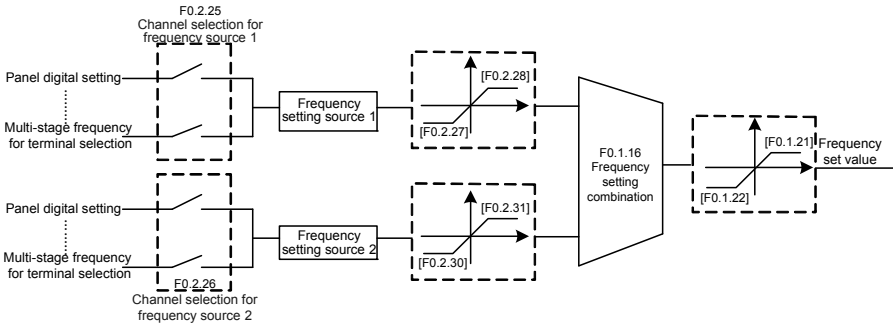 F0.2.25
Channel selection for
frequency source 1
Panel digital setting
Multi-stage frequency
for terminal selection
Frequency
setting source 1
[F0.2.28]
[F0.2.27]
F0.1.16
Frequency
setting
combination
[F0.1.21]
[F0.1.22]
Frequency
set value
Panel digital setting
Multi-stage frequency
for terminal selection
Frequency
setting source 2
[F0.2.31]
[F0.2.30]
F0.2.26
Channel selection for
frequency source 2